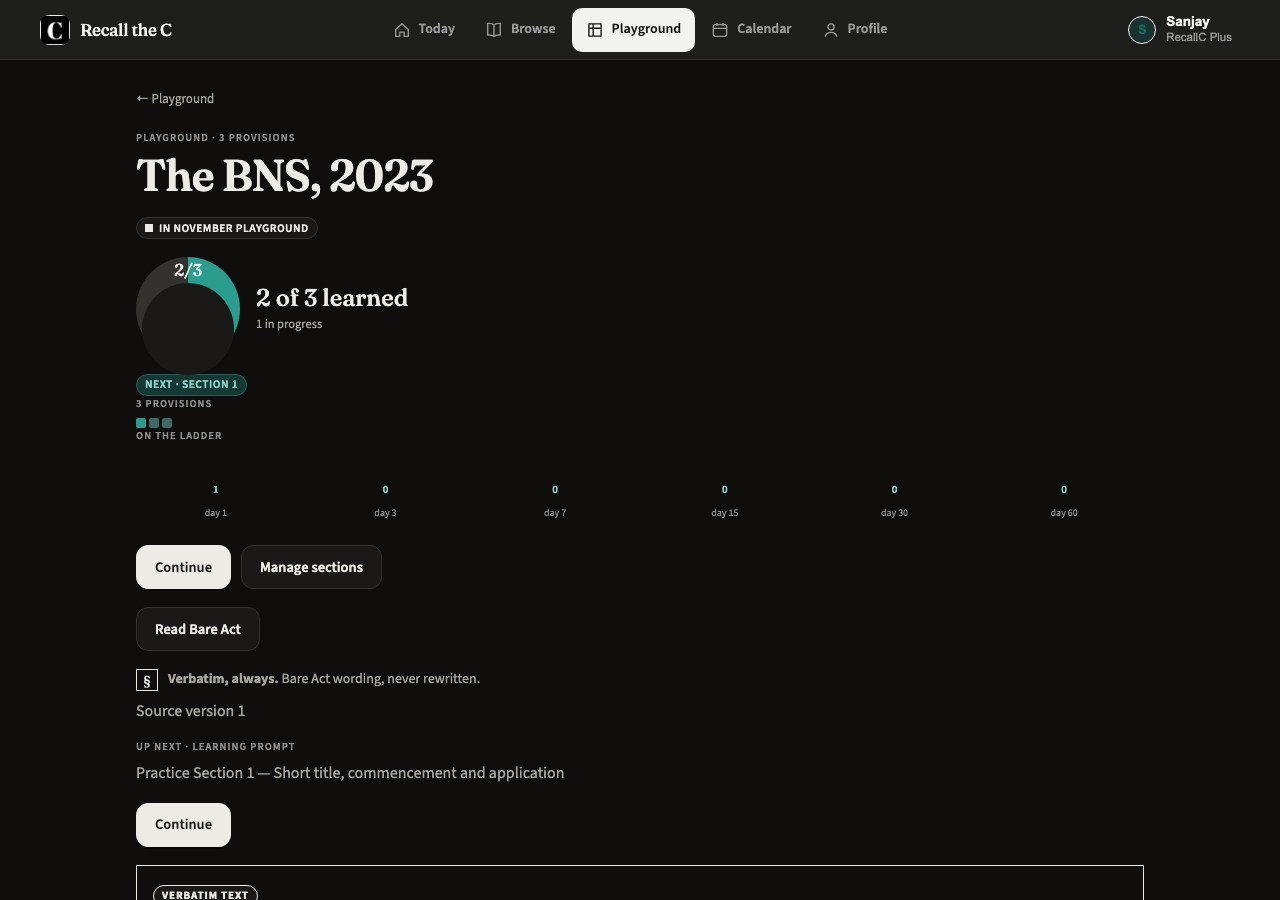 C Recall the C
Today Browse Playground Calendar Profile
S Sanjay
RecallC Plus
← Playground
PLAYGROUND · 3 PROVISIONS
The BNS, 2023
IN NOVEMBER PLAYGROUND
2/3
2 of 3 learned
1 in progress
NEXT · SECTION 1
3 PROVISIONS
ON THE LADDER
1 0 0 0 0 0
day 1 day 3 day 7 day 15 day 30 day 60
Continue Manage sections
Read Bare Act
§ Verbatim, always. Bare Act wording, never rewritten.
Source version 1
UP NEXT · LEARNING PROMPT
Practice Section 1 — Short title, commencement and application
Continue
VERBATIM TEXT